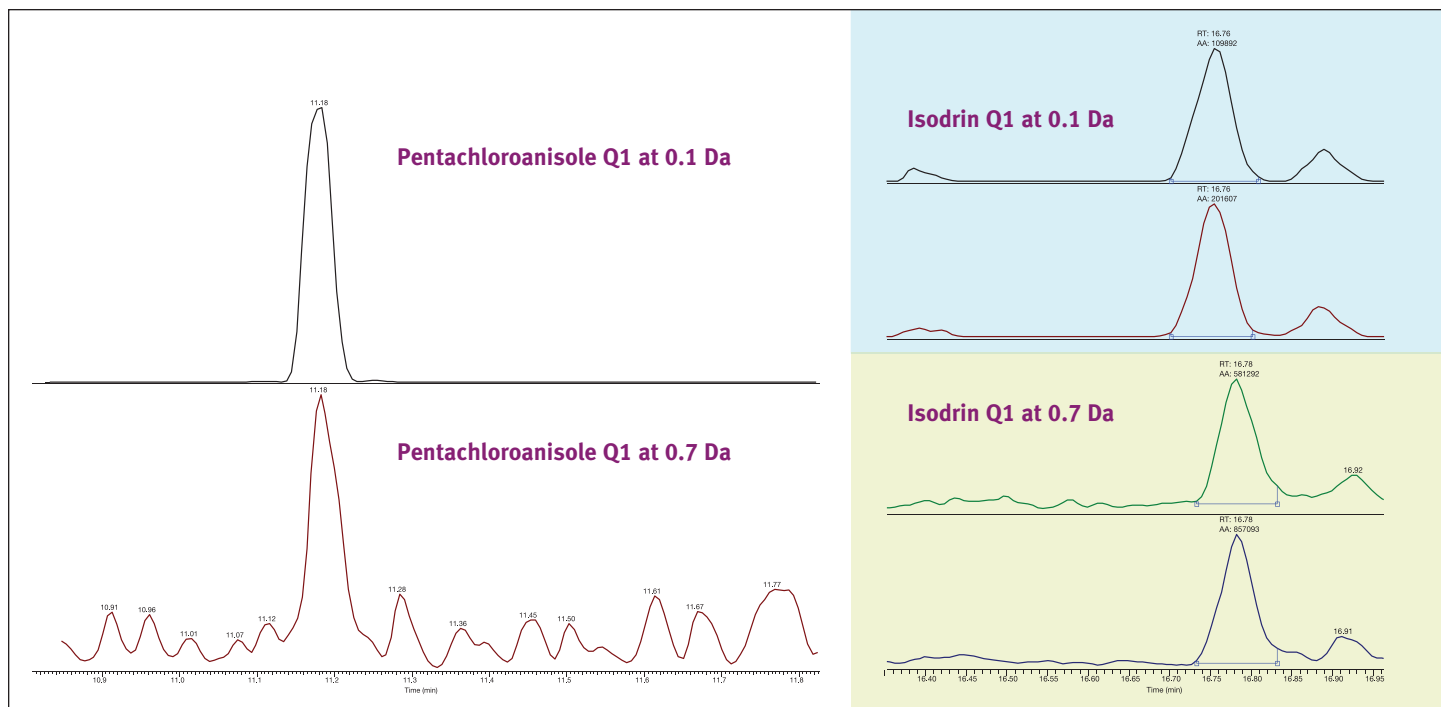 11.18
Pentachloroanisole Q1 at 0.1 Da
11.18
Pentachloroanisole Q1 at 0.7 Da
10.91
10.96
11.01
11.07
11.12
11.28
11.36
11.45
11.50
11.61
11.67
11.77
10,9 11,0 11,1 11,2 11,3 11,4 11,5 11,6 11,7 11,8
Time (min)
RT: 16.76
AA: 109892
Isodrin Q1 at 0.1 Da
RT: 16.76
AA: 201607
RT: 16.78
AA: 581292
Isodrin Q1 at 0.7 Da
16.92
RT: 16.78
AA: 857093
16.91
16.40 16.45 16.50 16.55 16.60 16.65 16.70 16.75 16.80 16.85 16.90 16.95
Time (min)